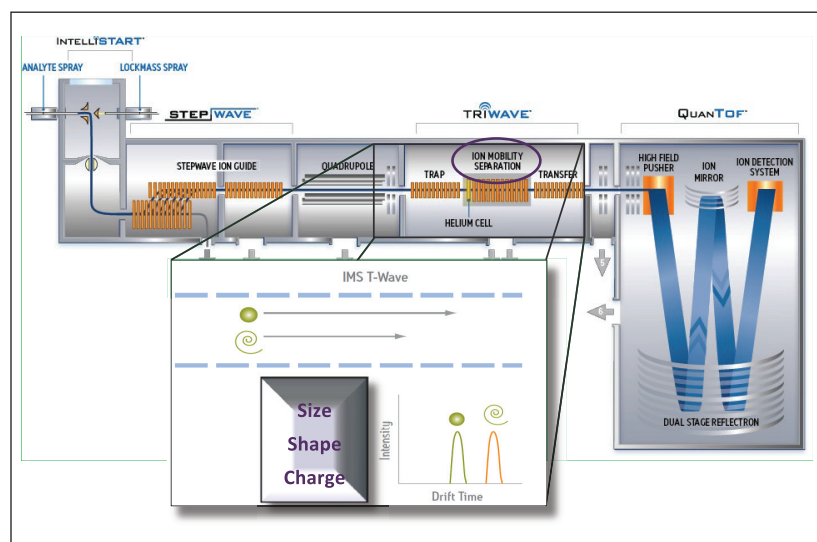 INTELLISTART
ANALYTE SPRAY
LOCKMASS SPRAY
STEPWAVE
TRIWAVE
QUANTOF
STEPWAVE ION GUIDE
QUADRUPOLE
TRAP
ION MOBILITY
SEPARATION
TRANSFER
HELIUM CELL
HIGH FIELD
PUSHER
ION
MIRROR
ION DETECTION
SYSTEM
DUAL STAGE REFLECTRON
IMS T-Wave
Size
Shape
Charge
Intensity
Drift Time